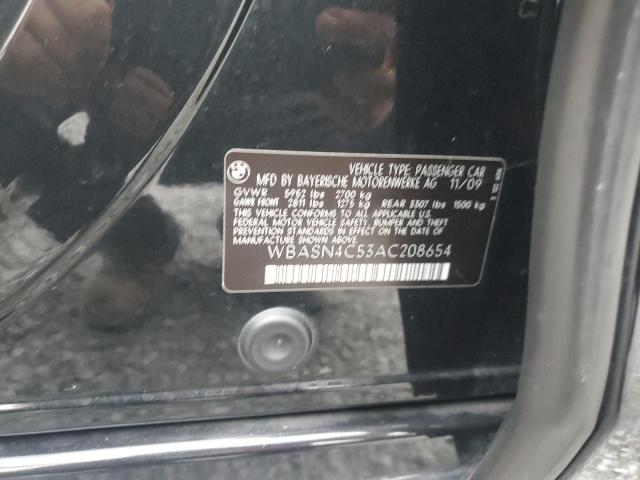 VEHICLE TYPE: PASSENGER CAR
MFD BY BAYERISCHE MOTORENWERKE AG 11/09
GVWR 5952 lbs 2700 kg
GAWR FRONT 2811 lbs 1275 kg REAR 3307 lbs 1500 kg
THIS VEHICLE CONFORMS TO ALL APPLICABLE U.S.
FEDERAL MOTOR VEHICLE SAFETY, BUMPER, AND THEFT
PREVENTION STANDARDS IN EFFECT ON THE DATE OF
MANUFACTURE SHOWN ABOVE.
WBASN4C53AC208654